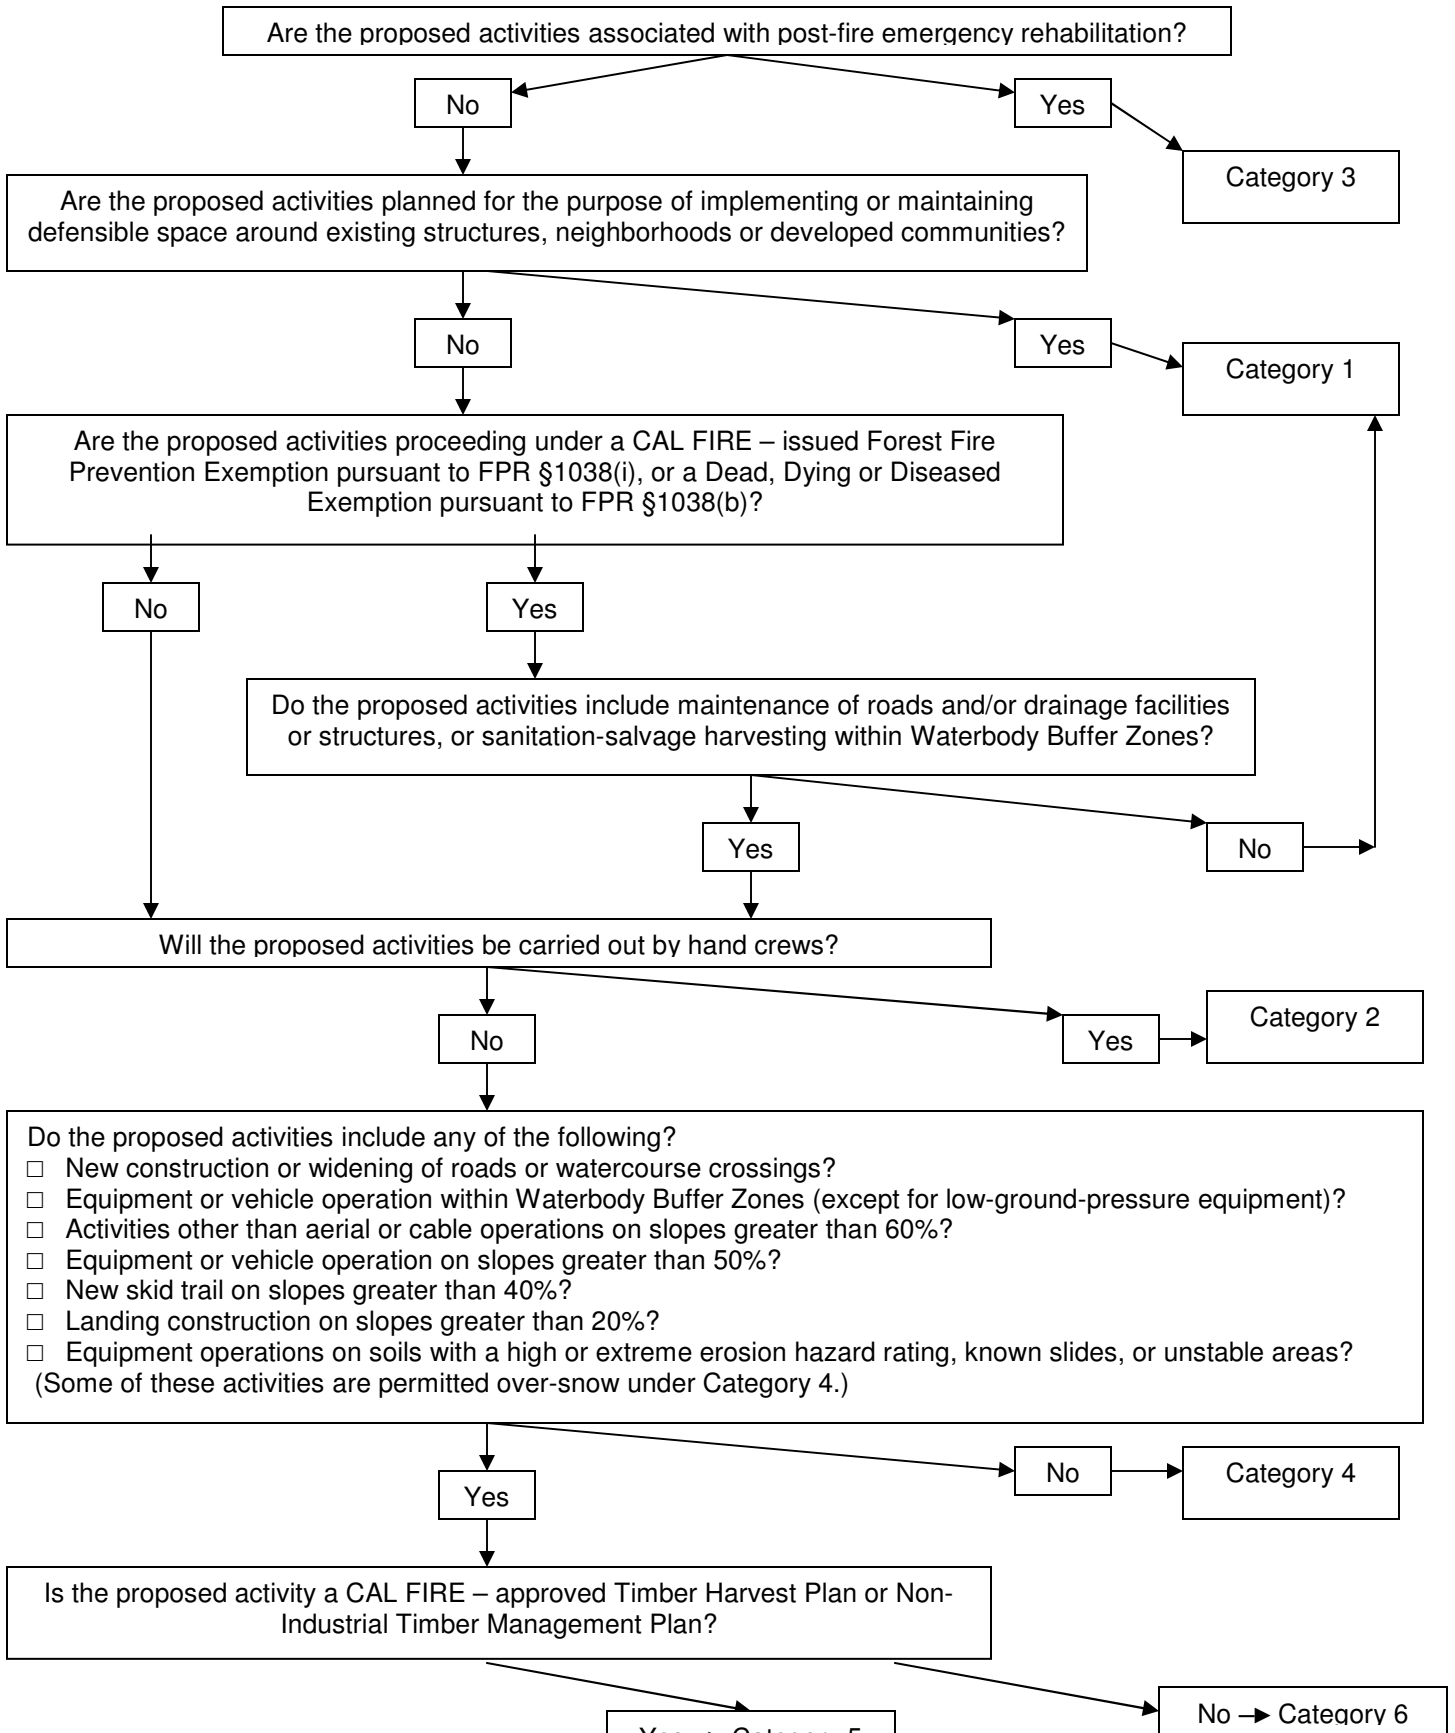 Are the proposed activities associated with post-fire emergency rehabilitation?
No
Yes
Category 3
Are the proposed activities planned for the purpose of implementing or maintaining
defensible space around existing structures, neighborhoods or developed communities?
No
Yes
Category 1
Are the proposed activities proceeding under a CAL FIRE – issued Forest Fire
Prevention Exemption pursuant to FPR §1038(i), or a Dead, Dying or Diseased
Exemption pursuant to FPR §1038(b)?
No
Yes
Do the proposed activities include maintenance of roads and/or drainage facilities
or structures, or sanitation-salvage harvesting within Waterbody Buffer Zones?
Yes
No
Will the proposed activities be carried out by hand crews?
No
Yes
Category 2
Do the proposed activities include any of the following?
□ New construction or widening of roads or watercourse crossings?
□ Equipment or vehicle operation within Waterbody Buffer Zones (except for low-ground-pressure equipment)?
□ Activities other than aerial or cable operations on slopes greater than 60%?
□ Equipment or vehicle operation on slopes greater than 50%?
□ New skid trail on slopes greater than 40%?
□ Landing construction on slopes greater than 20%?
□ Equipment operations on soils with a high or extreme erosion hazard rating, known slides, or unstable areas?
(Some of these activities are permitted over-snow under Category 4.)
Yes
No
Category 4
Is the proposed activity a CAL FIRE – approved Timber Harvest Plan or Non-
Industrial Timber Management Plan?
No → Category 6
Yes → Category 5